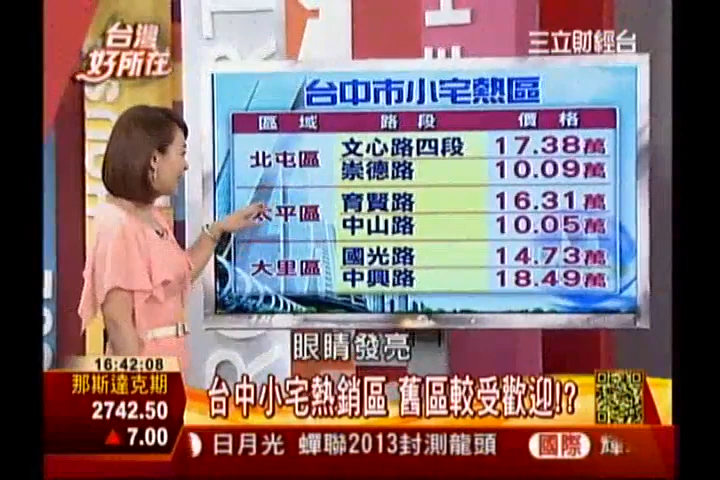 台灣
好所在
三立財經台
台中市小宅熱區
區域 路段 價格
北屯區 文心路四段 17.38萬
崇德路 10.09萬
太平區 育賢路 16.31萬
中山路 10.05萬
大里區 國光路 14.73萬
中興路 18.49萬
眼睛發亮
16:42:08
那斯達克期
2742.50
▲7.00
台中小宅熱銷區 舊區較受歡迎!?
日月光 蟬聯2013封測龍頭 國際 輝